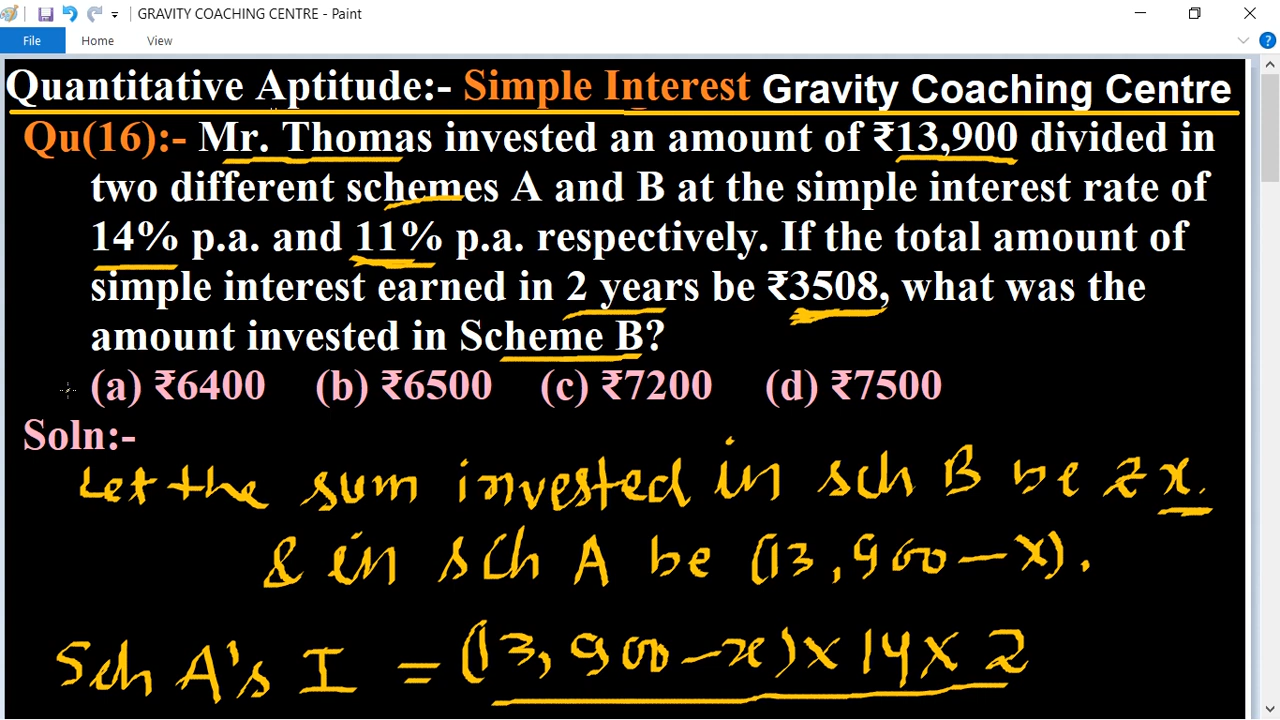 GRAVITY COACHING CENTRE - Paint
File Home View
Quantitative Aptitude:- Simple Interest Gravity Coaching Centre
Qu(16):- Mr. Thomas invested an amount of ₹13,900 divided in
two different schemes A and B at the simple interest rate of
14% p.a. and 11% p.a. respectively. If the total amount of
simple interest earned in 2 years be ₹3508, what was the
amount invested in Scheme B?
(a) ₹6400 (b) ₹6500 (c) ₹7200 (d) ₹7500
Soln:-
Let the sum invested in sch B be ₹ x.
& in sch A be (13,900 - x).
Sch A's I = (13,900 - x) × 14 × 2